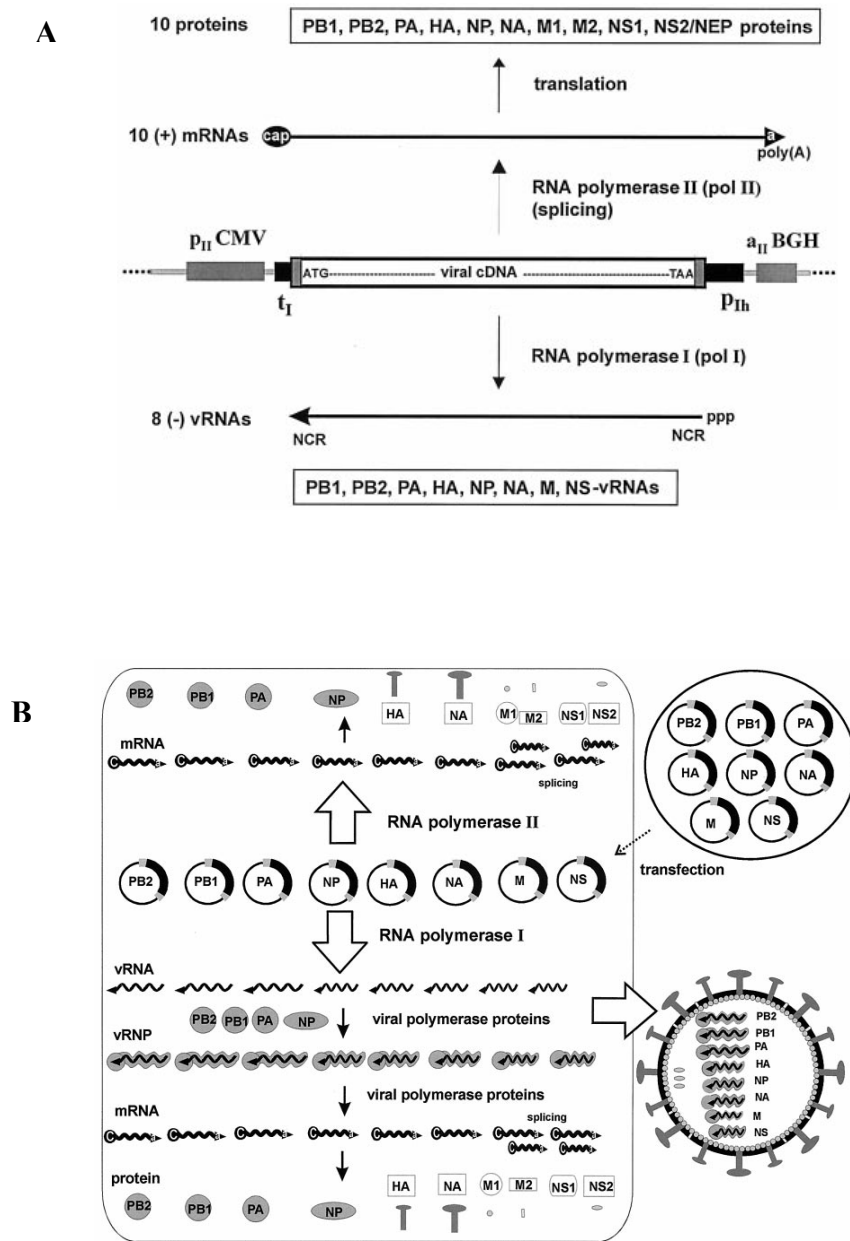 A
10 proteins
PB1, PB2, PA, HA, NP, NA, M1, M2, NS1, NS2/NEP proteins
translation
10 (+) mRNAs
cap
a
poly(A)
RNA polymerase II (pol II)
(splicing)
pII CMV
aII BGH
ATG
viral cDNA
TAA
tI
pIh
RNA polymerase I (pol I)
8 (-) vRNAs
ppp
NCR
NCR
PB1, PB2, PA, HA, NP, NA, M, NS-vRNAs
B
PB2 PB1 PA NP HA NA M1 M2 NS1 NS2
mRNA
C C C C C C C C C C
splicing
RNA polymerase II
PB2 PB1 PA NP HA NA M NS
RNA polymerase I
vRNA
PB2 PB1 PA NP
viral polymerase proteins
vRNP
viral polymerase proteins
mRNA
splicing
C C C C C C C C C C
protein
PB2 PB1 PA NP HA NA M1 M2 NS1 NS2
PB2 PB1 PA
HA NP NA
M NS
transfection
PB2
PB1
PA
HA
NP
NA
M
NS